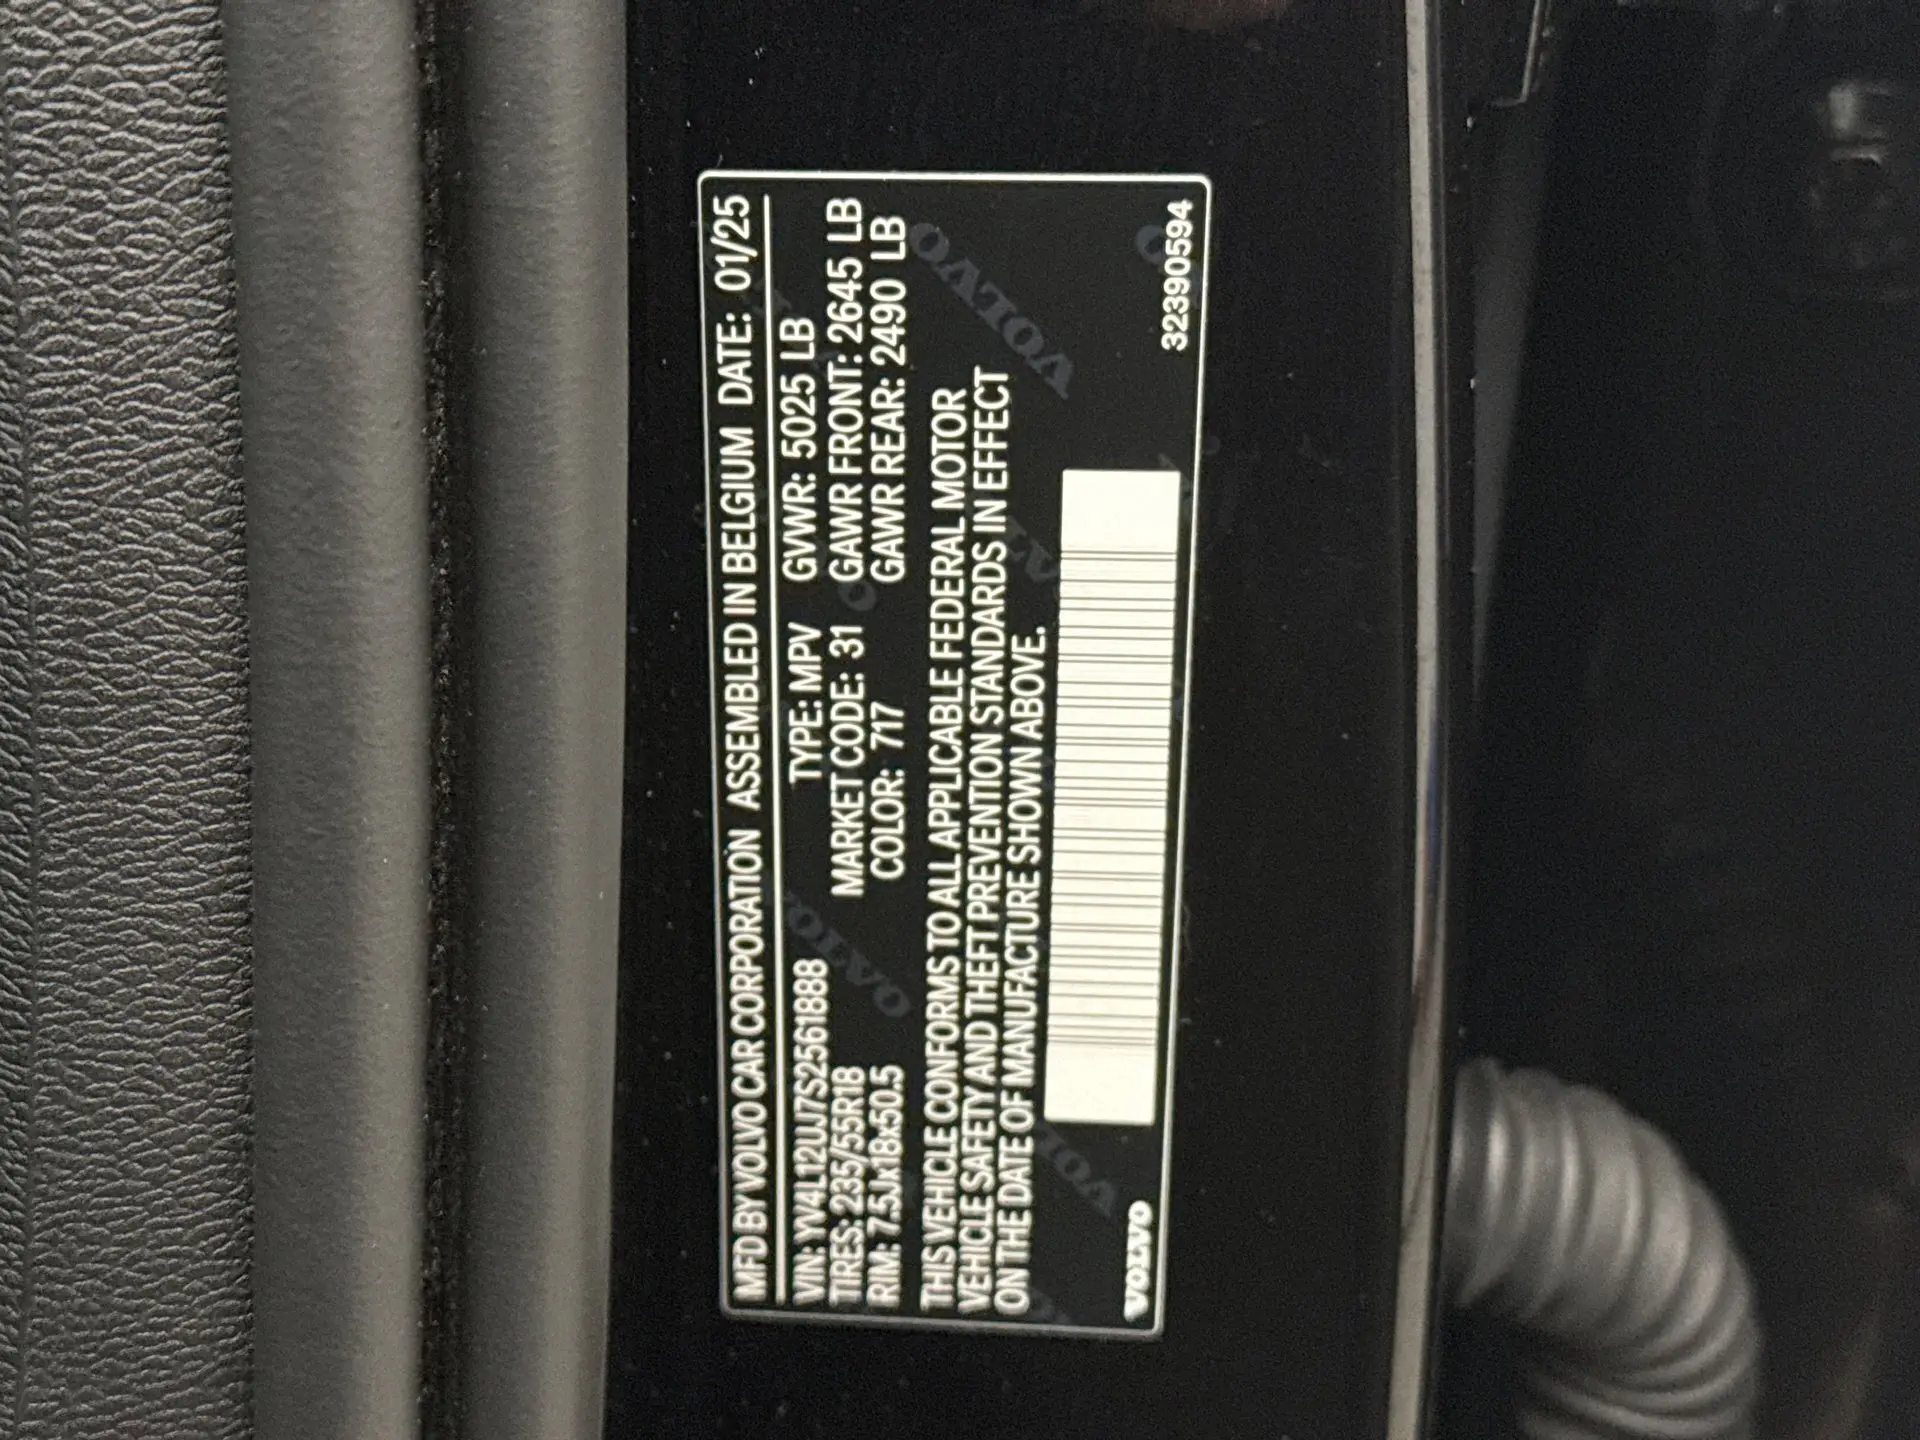 MFD BY VOLVO CAR CORPORATION ASSEMBLED IN BELGIUM DATE: 01/25
VIN: YV4L12UJ7S2561888 TYPE: MPV GVWR: 5025 LB
TIRES: 235/55R18 MARKET CODE: 31 GAWR FRONT: 2645 LB
RIM: 7.5Jx18x50.5 COLOR: 717 GAWR REAR: 2490 LB
THIS VEHICLE CONFORMS TO ALL APPLICABLE FEDERAL MOTOR
VEHICLE SAFETY AND THEFT PREVENTION STANDARDS IN EFFECT
ON THE DATE OF MANUFACTURE SHOWN ABOVE.
VOLVO 32390594